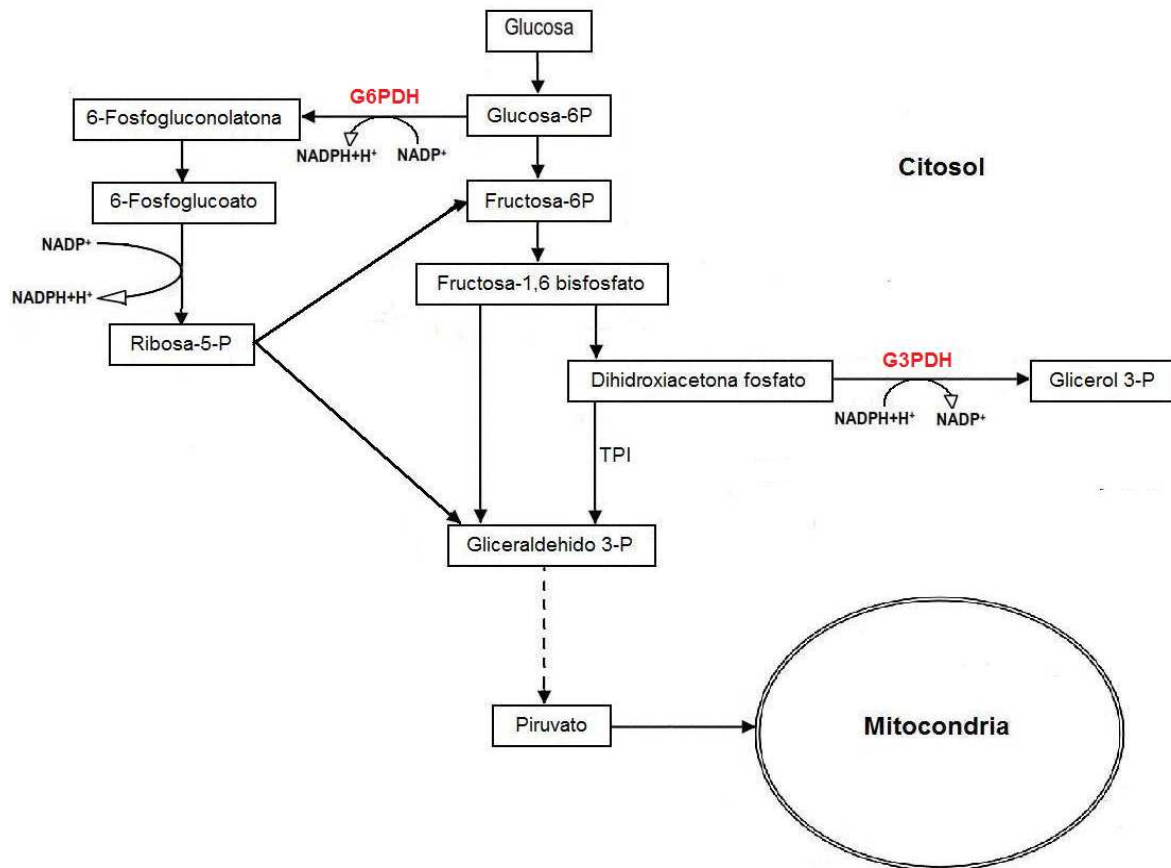 Glucosa
G6PDH
6-Fosfogluconolatona
Glucosa-6P
NADPH+H⁺
NADP⁺
Citosol
6-Fosfoglucoato
Fructosa-6P
NADP⁺
NADPH+H⁺
Fructosa-1,6 bisfosfato
Ribosa-5-P
G3PDH
Dihidroxiacetona fosfato
Glicerol 3-P
NADPH+H⁺
NADP⁺
TPI
Gliceraldehido 3-P
Piruvato
Mitocondria